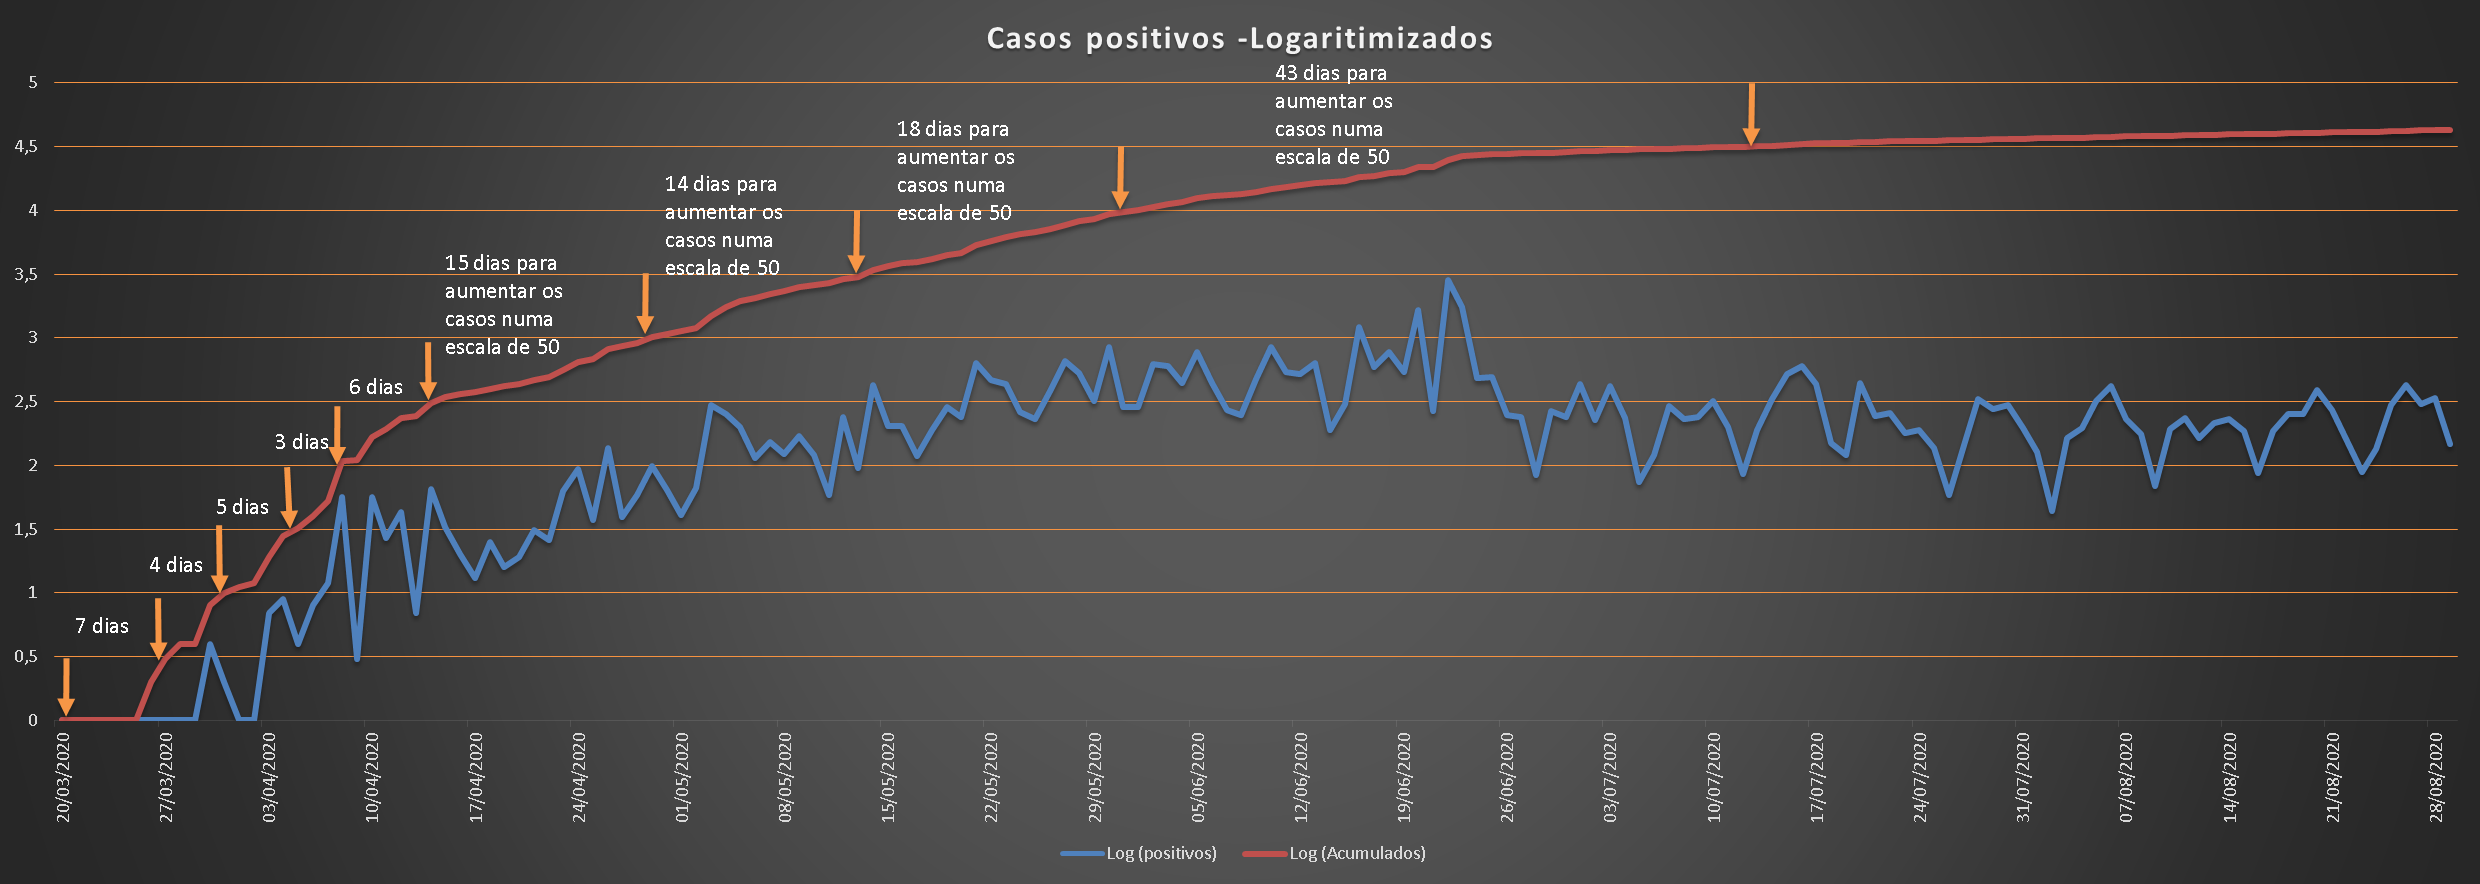 Casos positivos -Logaritimizados
43 dias para
aumentar os
casos numa
escala de 50
18 dias para
aumentar os
casos numa
escala de 50
14 dias para
aumentar os
casos numa
escala de 50
15 dias para
aumentar os
casos numa
escala de 50
6 dias
3 dias
5 dias
4 dias
7 dias
5
4,5
4
3,5
3
2,5
2
1,5
1
0,5
0
20/03/2020
27/03/2020
03/04/2020
10/04/2020
17/04/2020
24/04/2020
01/05/2020
08/05/2020
15/05/2020
22/05/2020
29/05/2020
05/06/2020
12/06/2020
19/06/2020
26/06/2020
03/07/2020
10/07/2020
17/07/2020
24/07/2020
31/07/2020
07/08/2020
14/08/2020
21/08/2020
28/08/2020
Log (positivos)
Log (Acumulados)